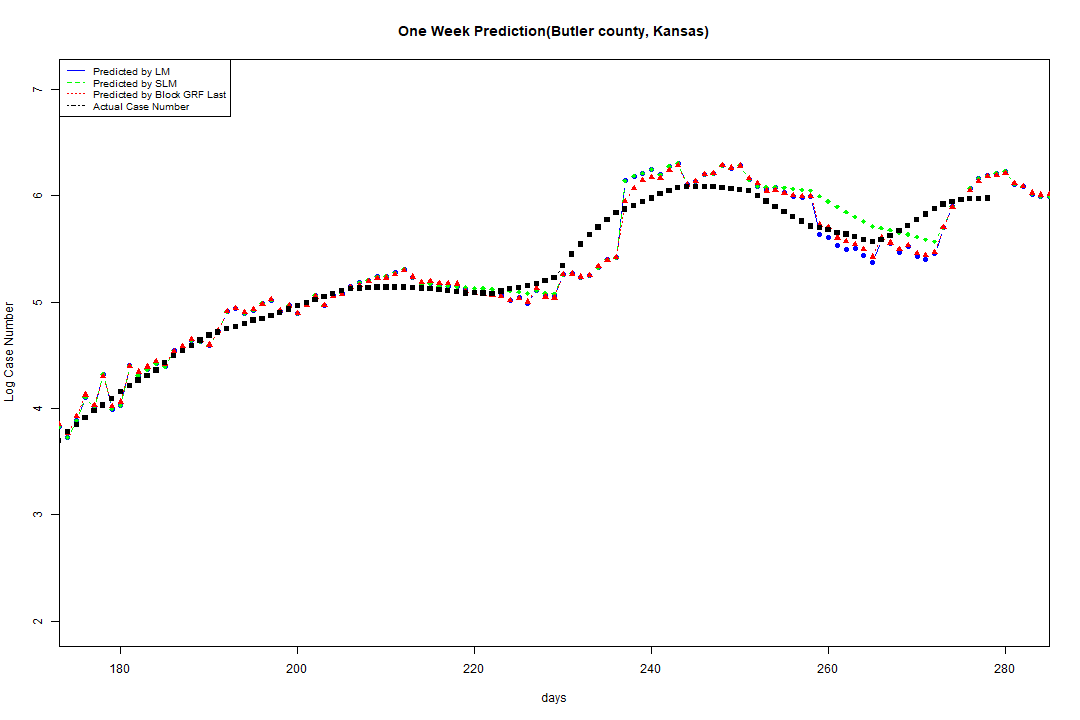 One Week Prediction(Butler county, Kansas)
Predicted by LM
Predicted by SLM
Predicted by Block GRF Last
Actual Case Number
7
6
5
4
3
2
Log Case Number
180 200 220 240 260 280
days